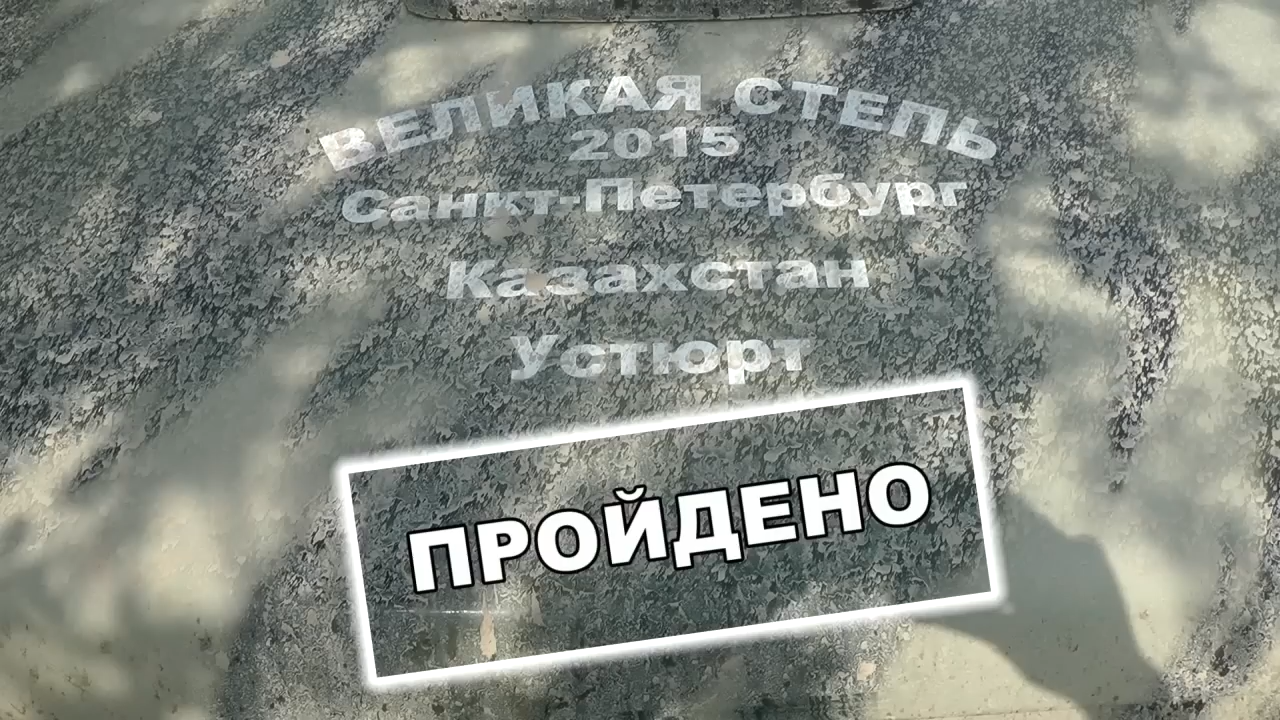 ВЕЛИКАЯ СТЕПЬ
2015
Санкт-Петербург
Казахстан
Устюрт
ПРОЙДЕНО